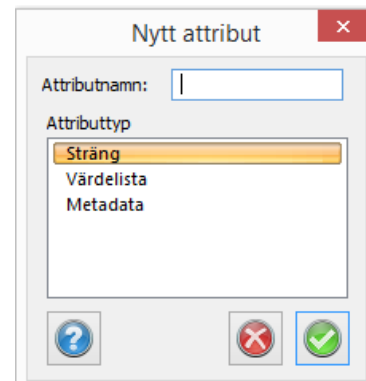 Nytt attribut
Attributnamn:
Attributtyp
Sträng
Värdelista
Metadata